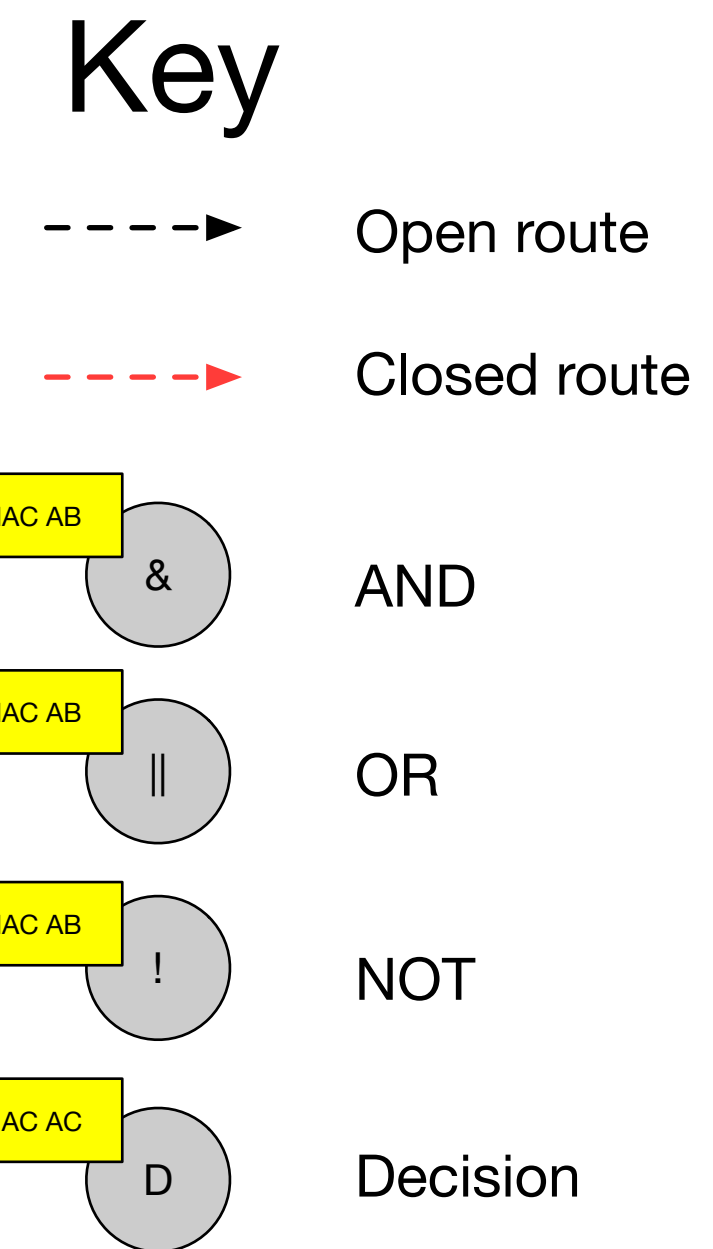 Key
Open route
Closed route
AC AB
&
AND
AC AB
||
OR
AC AB
!
NOT
AC AC
D
Decision